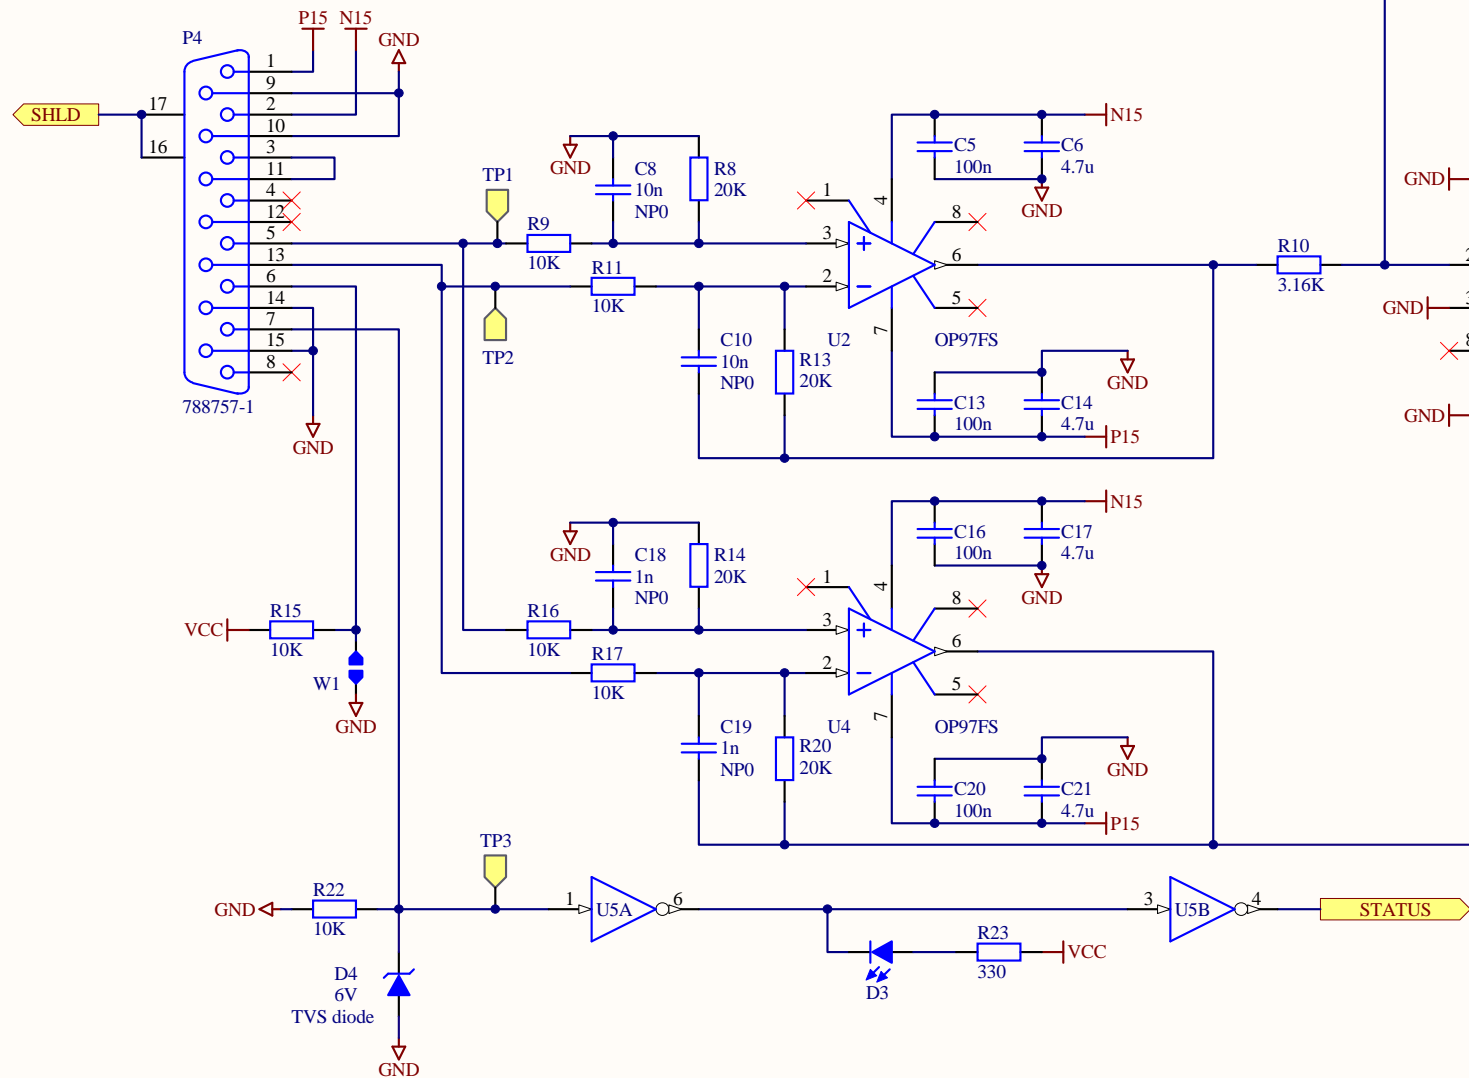 P15 N15
GND
P4
SHLD
17
16
1
9
2
10
3
11
4
12
5
13
6
14
7
15
8
788757-1
GND
TP1
TP2
GND
C8
10n
NP0
R8
20K
R9
10K
R11
10K
C10
10n
NP0
R13
20K
1
3
2
4
7
8
6
5
U2
OP97FS
C5
100n
C6
4.7u
N15
GND
C13
100n
C14
4.7u
GND
P15
R10
3.16K
GND
2
GND
3
8
GND
GND
C18
1n
NP0
R14
20K
R16
10K
R17
10K
C19
1n
NP0
R20
20K
1
3
2
4
7
8
6
5
U4
OP97FS
C16
100n
C17
4.7u
N15
GND
C20
100n
C21
4.7u
GND
P15
VCC
R15
10K
W1
GND
TP3
GND
R22
10K
D4
6V
TVS diode
GND
1
U5A
6
D3
R23
330
VCC
3
U5B
4
STATUS